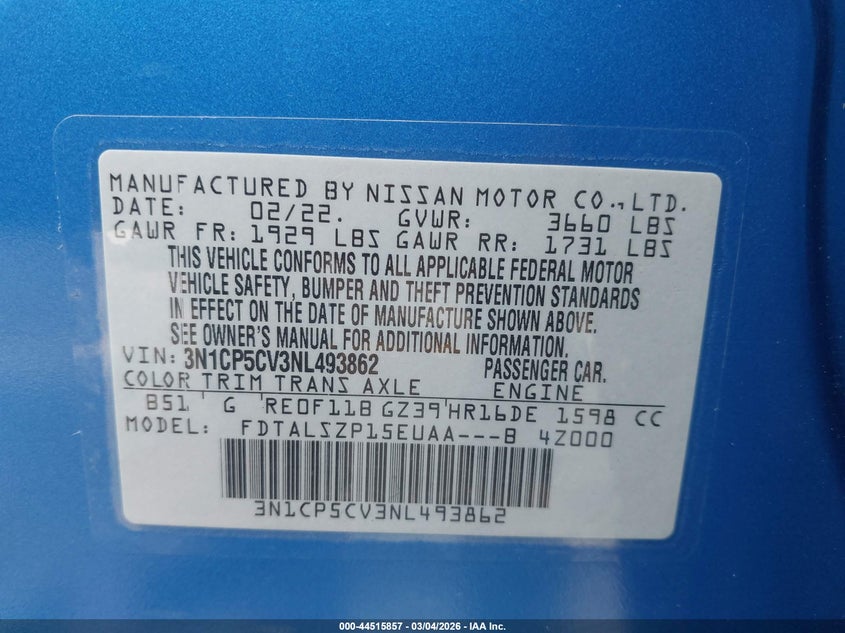 MANUFACTURED BY NISSAN MOTOR CO., LTD.
DATE: 02/22. GVWR: 3660 LBS
GAWR FR: 1929 LBS GAWR RR: 1731 LBS
THIS VEHICLE CONFORMS TO ALL APPLICABLE FEDERAL MOTOR
VEHICLE SAFETY, BUMPER AND THEFT PREVENTION STANDARDS
IN EFFECT ON THE DATE OF MANUFACTURE SHOWN ABOVE.
SEE OWNER'S MANUAL FOR ADDITIONAL INFORMATION.
VIN: 3N1CP5CV3NL493862 PASSENGER CAR.
COLOR TRIM TRANS AXLE ENGINE
B51 G RE0F11B GZ39 HR16DE 1598 CC
MODEL: FDTALSZP15EUAA---B 4Z000
3N1CP5CV3NL493862
000-44515857 - 03/04/2026 - IAA Inc.